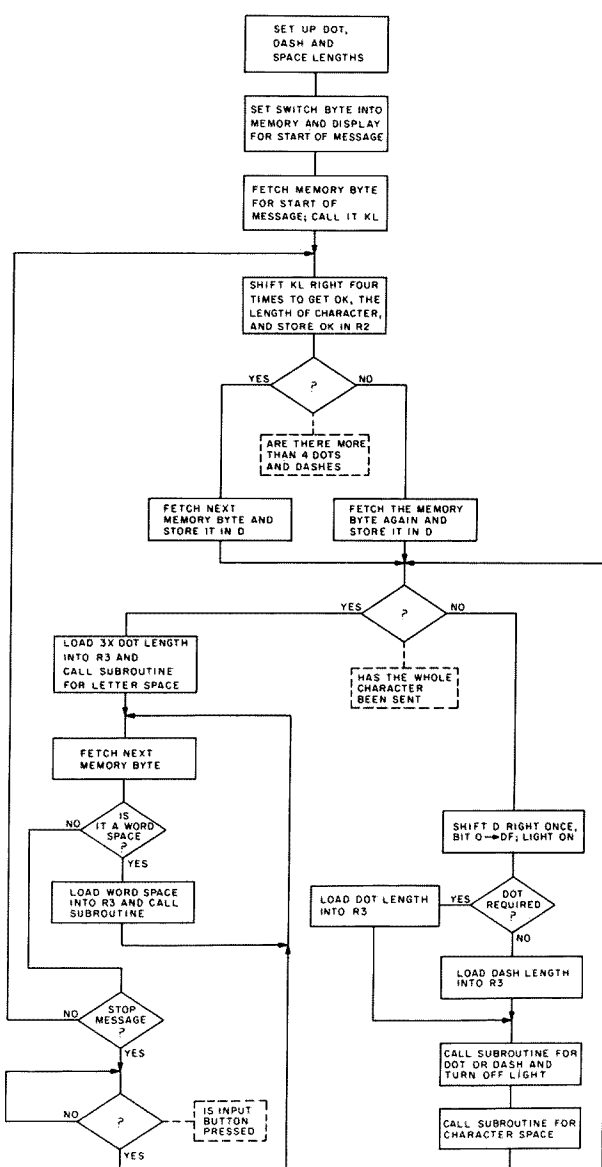 SET UP DOT,
DASH AND
SPACE LENGTHS
SET SWITCH BYTE INTO
MEMORY AND DISPLAY
FOR START OF MESSAGE
FETCH MEMORY BYTE
FOR START OF
MESSAGE; CALL IT KL
SHIFT KL RIGHT FOUR
TIMES TO GET OK, THE
LENGTH OF CHARACTER,
AND STORE OK IN R2
YES
?
NO
ARE THERE MORE
THAN 4 DOTS
AND DASHES
FETCH NEXT
MEMORY BYTE AND
STORE IT IN D
FETCH THE MEMORY
BYTE AGAIN AND
STORE IT IN D
YES
?
NO
HAS THE WHOLE
CHARACTER
BEEN SENT
LOAD 3X DOT LENGTH
INTO R3 AND
CALL SUBROUTINE
FOR LETTER SPACE
FETCH NEXT
MEMORY BYTE
NO
IS
IT A WORD
SPACE
?
YES
LOAD WORD SPACE
INTO R3 AND CALL
SUBROUTINE
NO
STOP
MESSAGE
?
YES
NO
?
IS INPUT
BUTTON
PRESSED
YES
SHIFT D RIGHT ONCE,
BIT O→DF; LIGHT ON
LOAD DOT LENGTH
INTO R3
YES
DOT
REQUIRED
?
NO
LOAD DASH LENGTH
INTO R3
CALL SUBROUTINE FOR
DOT OR DASH AND
TURN OFF LIGHT
CALL SUBROUTINE FOR
CHARACTER SPACE